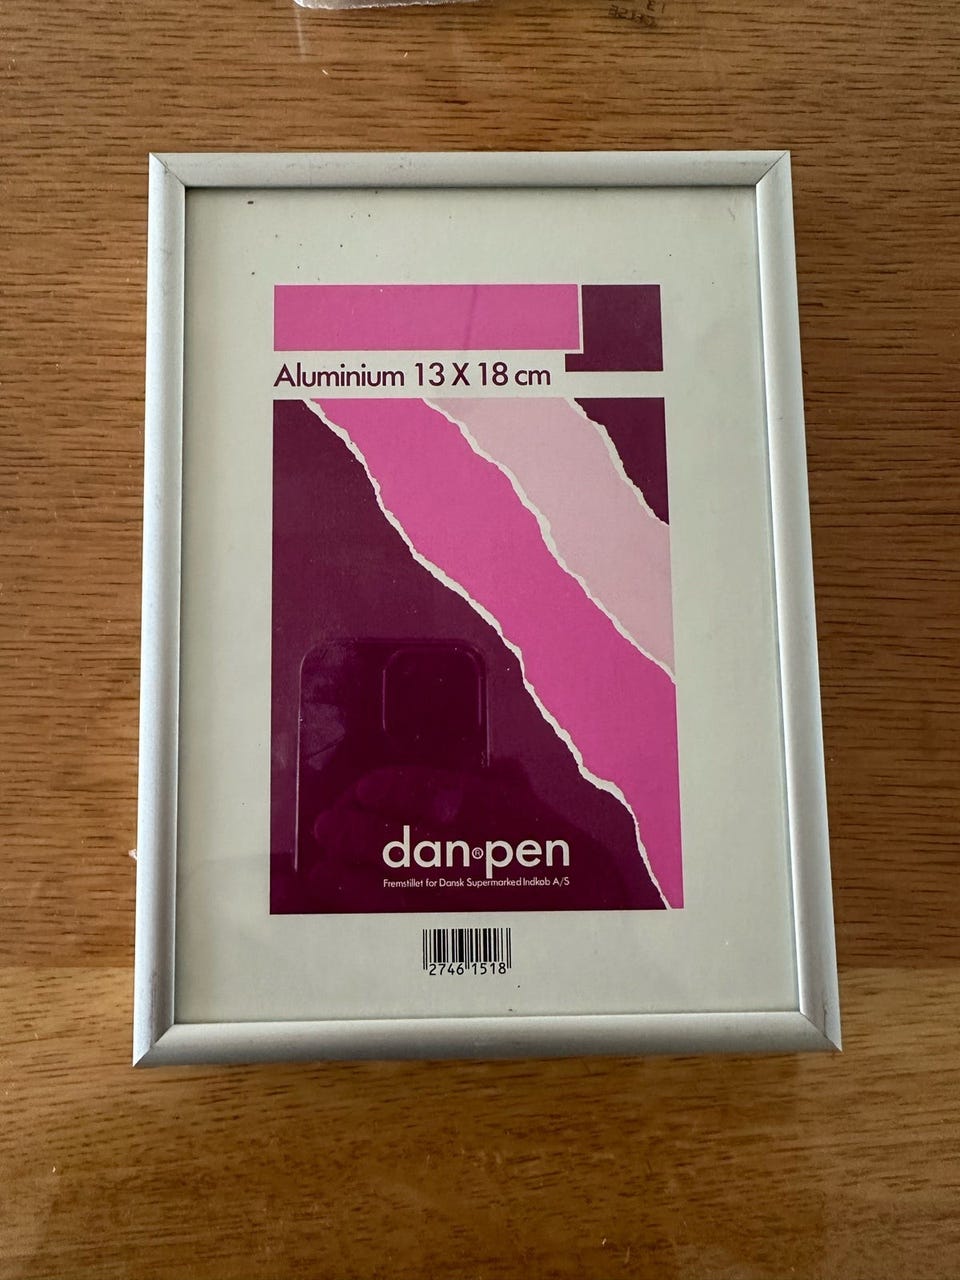 Aluminium 13 X 18 cm
dan®pen
Fremstillet for Dansk Supermarked Indkøb A/S
2746 1518